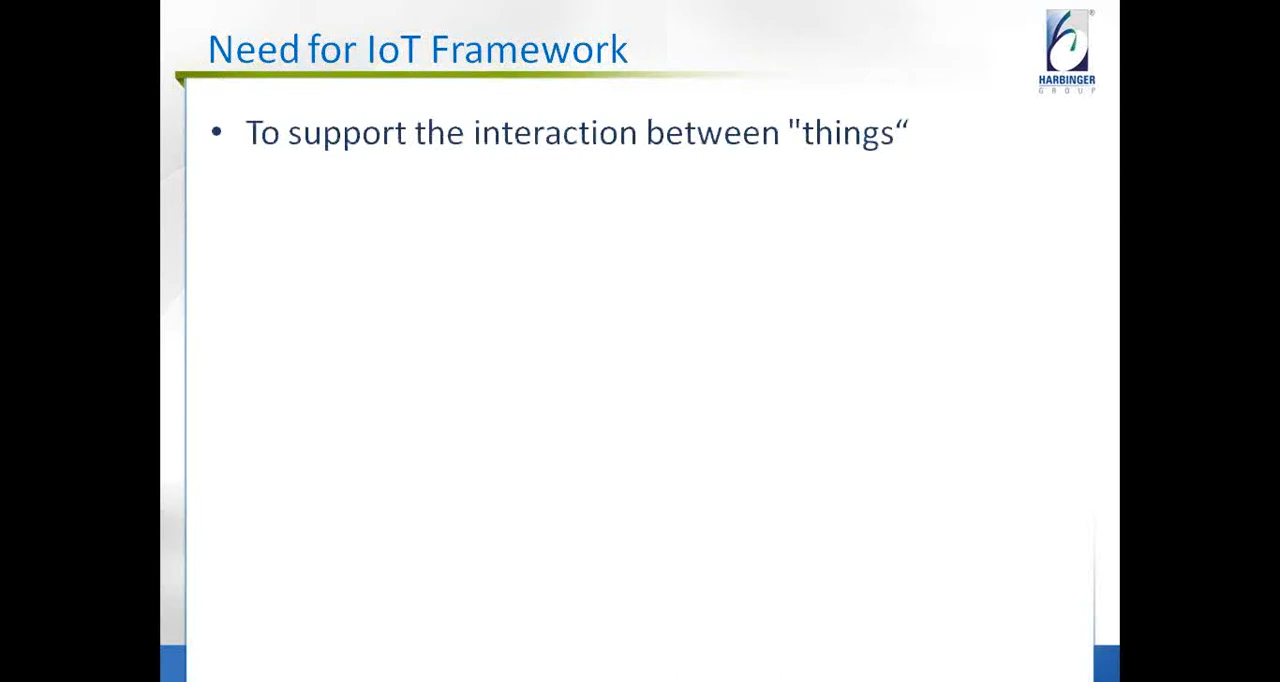 Need for IoT Framework
HARBINGER
GROUP
®
• To support the interaction between "things“